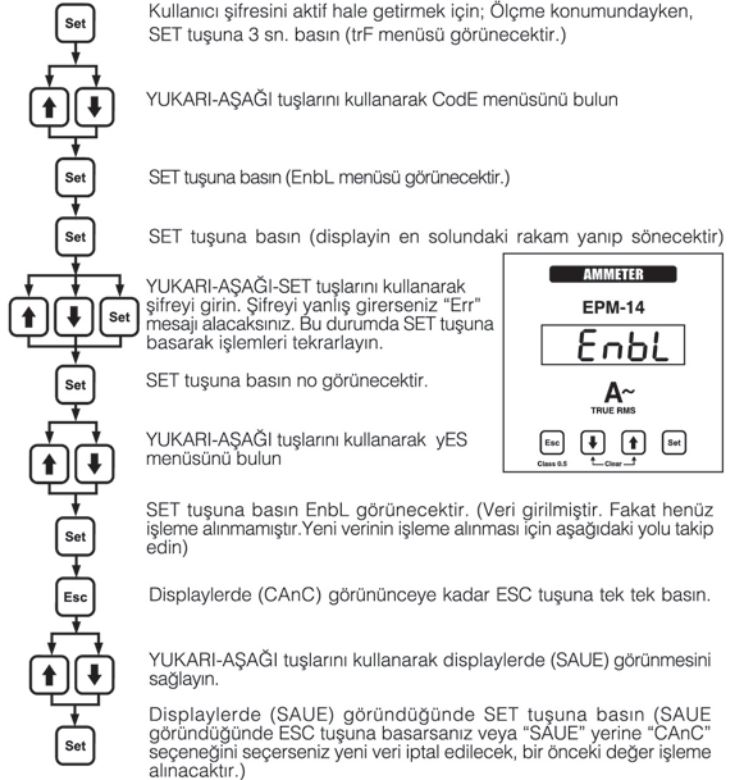 Set
Kullanıcı şifresini aktif hale getirmek için; Ölçme konumundayken,
SET tuşuna 3 sn. basın (trF menüsü görünecektir.)
YUKARI-AŞAĞI tuşlarını kullanarak CodE menüsünü bulun
Set
SET tuşuna basın (EnbL menüsü görünecektir.)
Set
SET tuşuna basın (displayin en solundaki rakam yanıp sönecektir)
Set
YUKARI-AŞAĞI-SET tuşlarını kullanarak
şifreyi girin. Şifreyi yanlış girerseniz “Err”
mesajı alacaksınız. Bu durumda SET tuşuna
basarak işlemleri tekrarlayın.
AMMETER
EPM-14
EnbL
A~
TRUE RMS
Esc
Set
Class 0.5
Clear
Set
SET tuşuna basın no görünecektir.
YUKARI-AŞAĞI tuşlarını kullanarak yES
menüsünü bulun
Set
SET tuşuna basın EnbL görünecektir. (Veri girilmiştir. Fakat henüz
işleme alınmamıştır.Yeni verinin işleme alınması için aşağıdaki yolu takip
edin)
Esc
Displaylerde (CAnC) görününceye kadar ESC tuşuna tek tek basın.
YUKARI-AŞAĞI tuşlarını kullanarak displaylerde (SAUE) görünmesini
sağlayın.
Set
Displaylerde (SAUE) göründüğünde SET tuşuna basın (SAUE
göründüğünde ESC tuşuna basarsanız veya “SAUE” yerine “CAnC”
seçeneğini seçerseniz yeni veri iptal edilecek, bir önceki değer işleme
alınacaktır.)